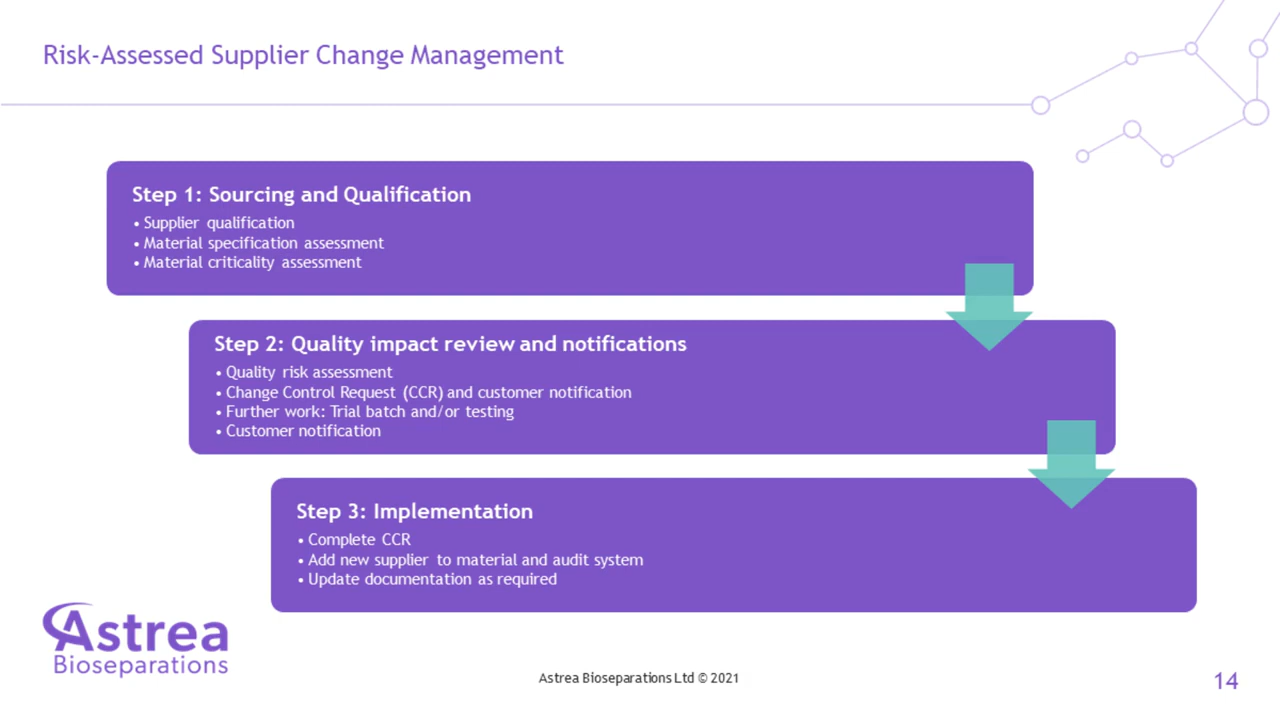 Risk-Assessed Supplier Change Management
Step 1: Sourcing and Qualification
• Supplier qualification
• Material specification assessment
• Material criticality assessment
Step 2: Quality impact review and notifications
• Quality risk assessment
• Change Control Request (CCR) and customer notification
• Further work: Trial batch and/or testing
• Customer notification
Step 3: Implementation
• Complete CCR
• Add new supplier to material and audit system
• Update documentation as required
Astrea
Bioseparations
Astrea Bioseparations Ltd © 2021
14